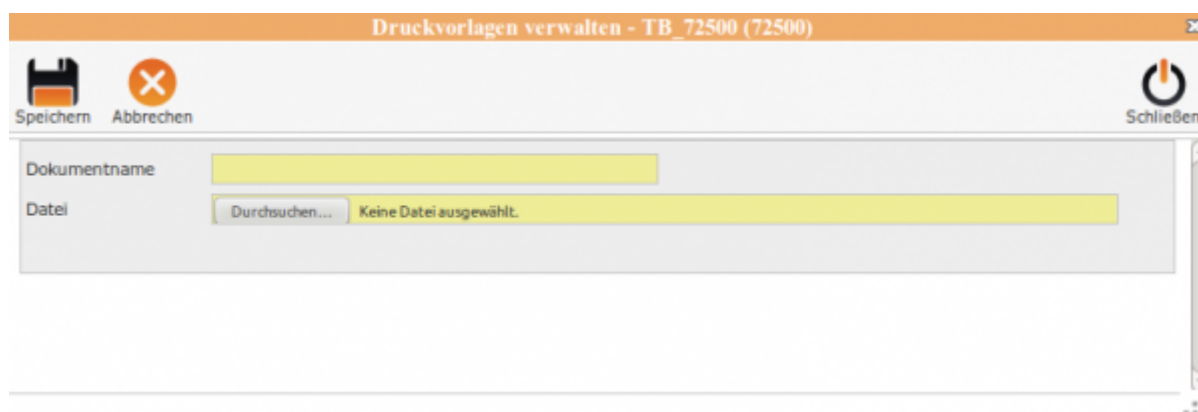 Druckvorlagen verwalten - TB_72500 (72500)
Speichern Abbrechen Schließen
Dokumentname
Datei Durchsuchen... Keine Datei ausgewählt.